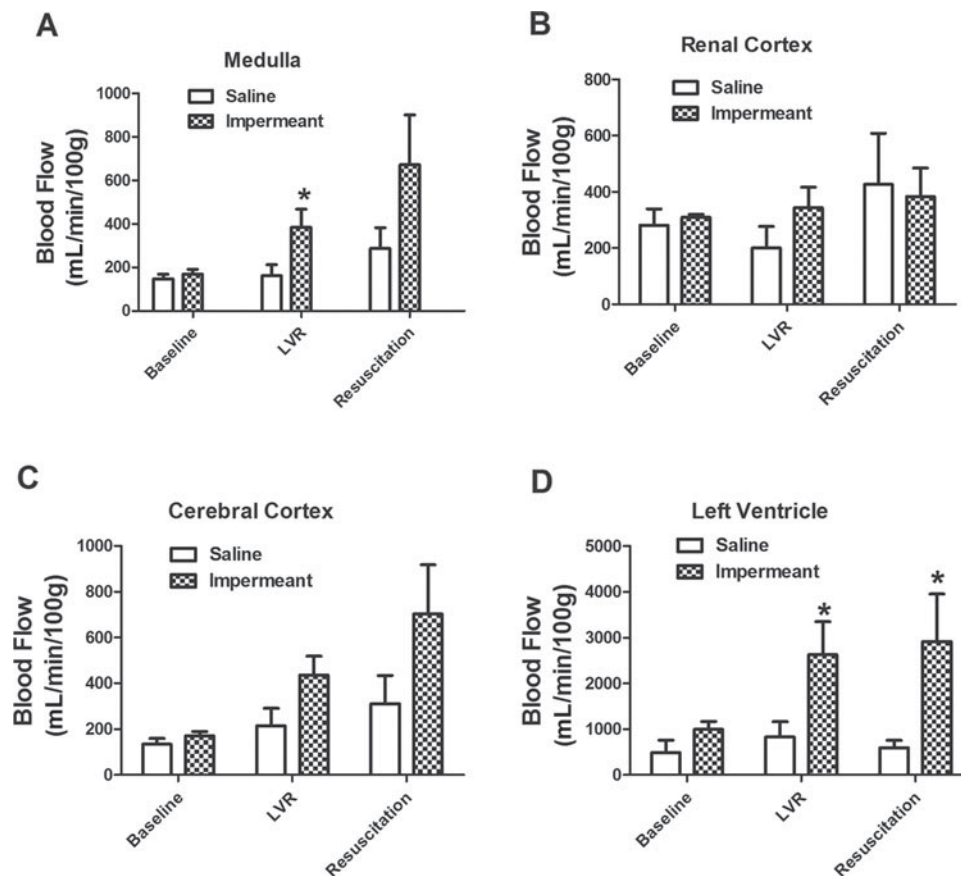 A
Medulla
Saline
Impermeant
Blood Flow
(mL/min/100g)
1000
800
600
400
200
0
*
Baseline
LVR
Resuscitation
B
Renal Cortex
Saline
Impermeant
Blood Flow
(mL/min/100g)
800
600
400
200
0
Baseline
LVR
Resuscitation
C
Cerebral Cortex
Saline
Impermeant
Blood Flow
(mL/min/100g)
1000
800
600
400
200
0
Baseline
LVR
Resuscitation
D
Left Ventricle
Saline
Impermeant
Blood Flow
(mL/min/100g)
5000
4000
3000
2000
1000
0
*
*
Baseline
LVR
Resuscitation